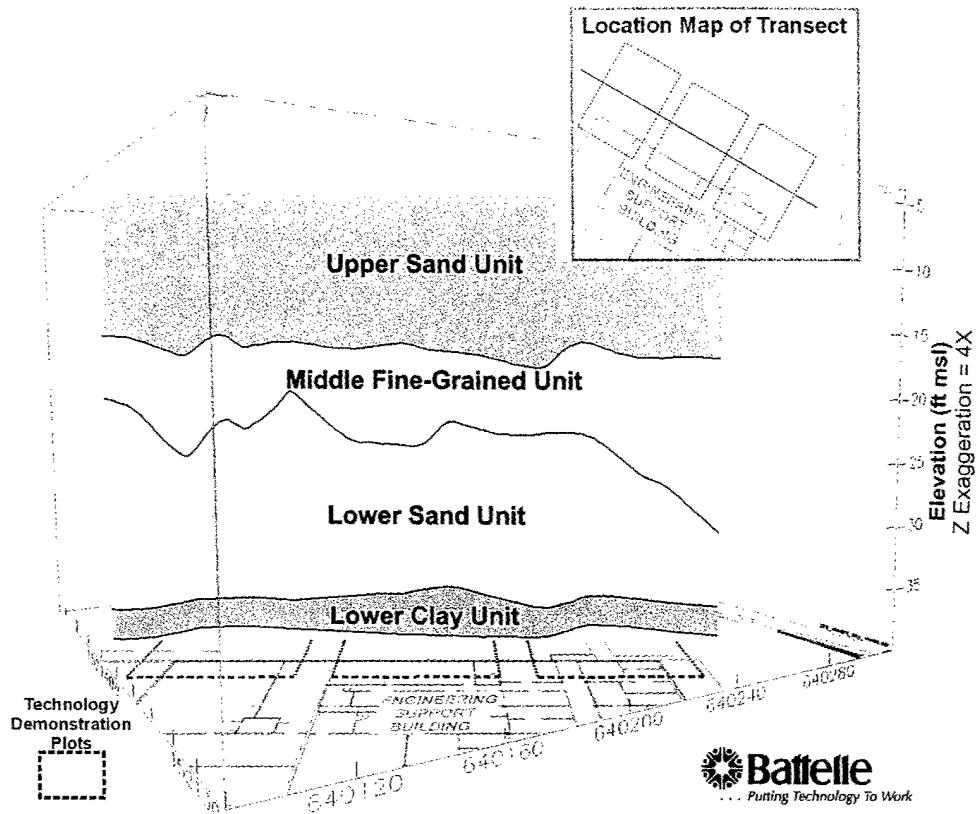 Location Map of Transect
ENGINEERING
SUPPORT
BUILDING
Upper Sand Unit
Middle Fine-Grained Unit
Lower Sand Unit
Lower Clay Unit
-5
-10
-15
-20
-25
30
35
Elevation (ft msl)
Z Exaggeration = 4X
ENGINEERING
SUPPORT
BUILDING
640120
640160
640200
640240
640280
Technology
Demonstration
Plots
Battelle
... Putting Technology To Work